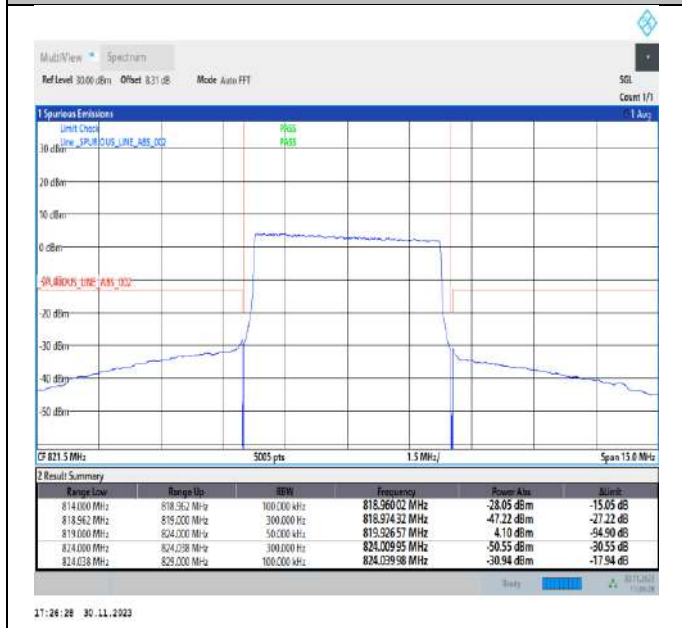 MultiView Spectrum
Ref Level 30.00 dBm Offset 8.31 dB Mode Auto FFT SGL
Count 1/1
1 Spurious Emissions 1 Avg
Limit Check PASS
Line _SPURIOUS_LINE_ABS_002 PASS
30 dBm
20 dBm
10 dBm
0 dBm
-SPURIOUS_LINE_ABS_002
-20 dBm
-30 dBm
-40 dBm
-50 dBm
CF 821.5 MHz 5005 pts 1.5 MHz/ Span 15.0 MHz
2 Result Summary
Range Low Range Up RBW Frequency Power Abs ΔLimit
814.000 MHz 818.962 MHz 100.000 kHz 818.96002 MHz -28.05 dBm -15.05 dB
818.962 MHz 819.000 MHz 300.000 Hz 818.97432 MHz -47.22 dBm -27.22 dB
819.000 MHz 824.000 MHz 50.000 kHz 819.92657 MHz 4.10 dBm -94.90 dB
824.000 MHz 824.038 MHz 300.000 Hz 824.00995 MHz -50.55 dBm -30.55 dB
824.038 MHz 829.000 MHz 100.000 kHz 824.03998 MHz -30.94 dBm -17.94 dB
Ready 30.11.2023
17:26:28
17:26:28 30.11.2023